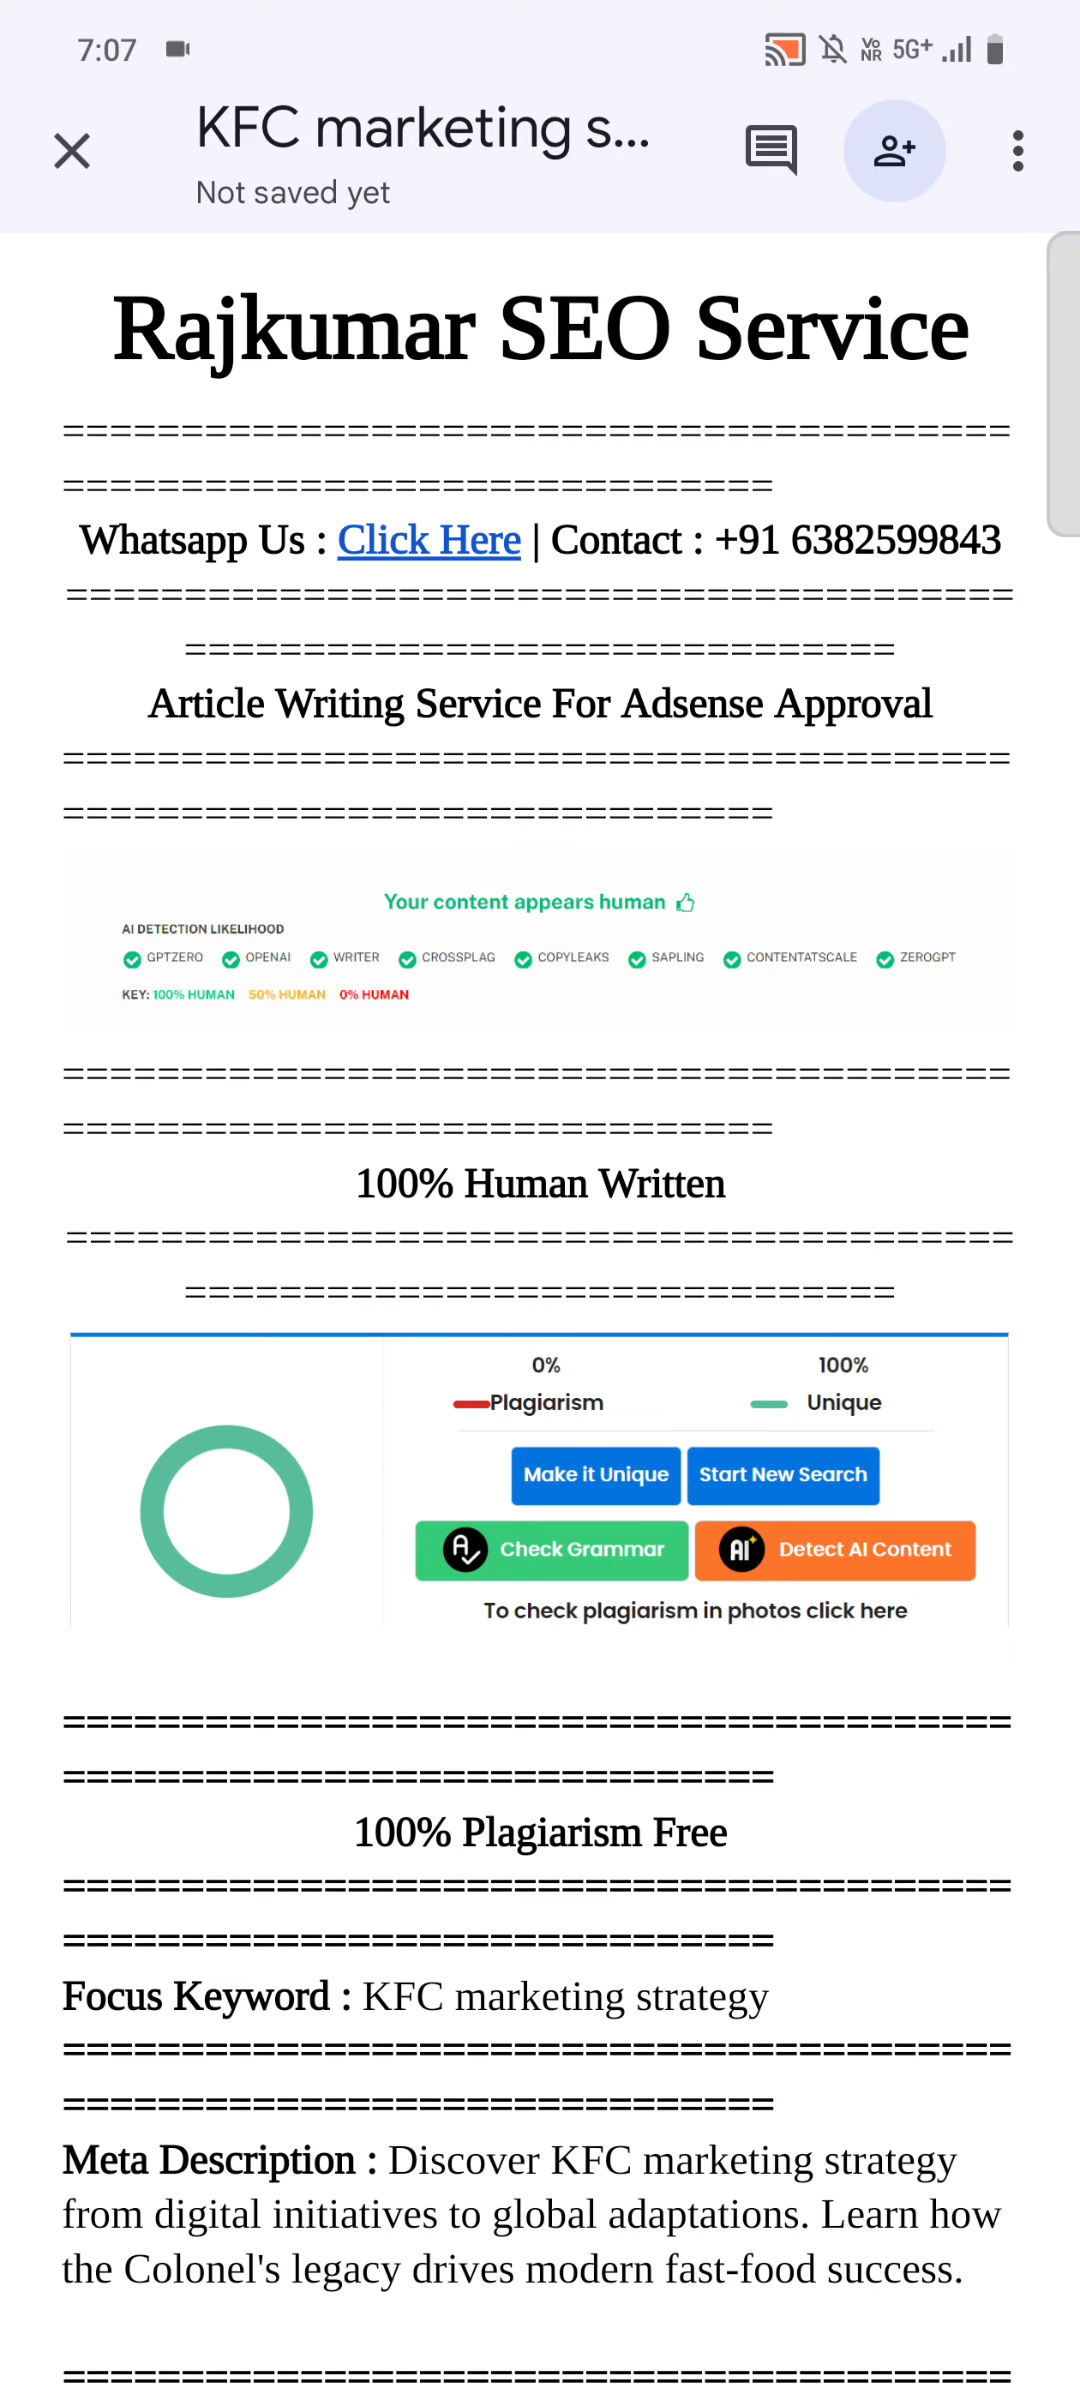 7:07
Vo NR 5G+
KFC marketing s...
Not saved yet
Rajkumar SEO Service
========================================
==============================
Whatsapp Us : Click Here | Contact : +91 6382599843
========================================
==============================
Article Writing Service For Adsense Approval
========================================
==============================
Your content appears human
AI DETECTION LIKELIHOOD
GPTZERO OPENAI WRITER CROSSPLAG COPYLEAKS SAPLING CONTENTATSCALE ZEROGPT
KEY: 100% HUMAN 50% HUMAN 0% HUMAN
========================================
==============================
100% Human Written
========================================
==============================
0% 100%
Plagiarism Unique
Make it Unique Start New Search
A Check Grammar AI Detect AI Content
To check plagiarism in photos click here
========================================
==============================
100% Plagiarism Free
========================================
==============================
Focus Keyword : KFC marketing strategy
========================================
==============================
Meta Description : Discover KFC marketing strategy
from digital initiatives to global adaptations. Learn how
the Colonel's legacy drives modern fast-food success.
========================================